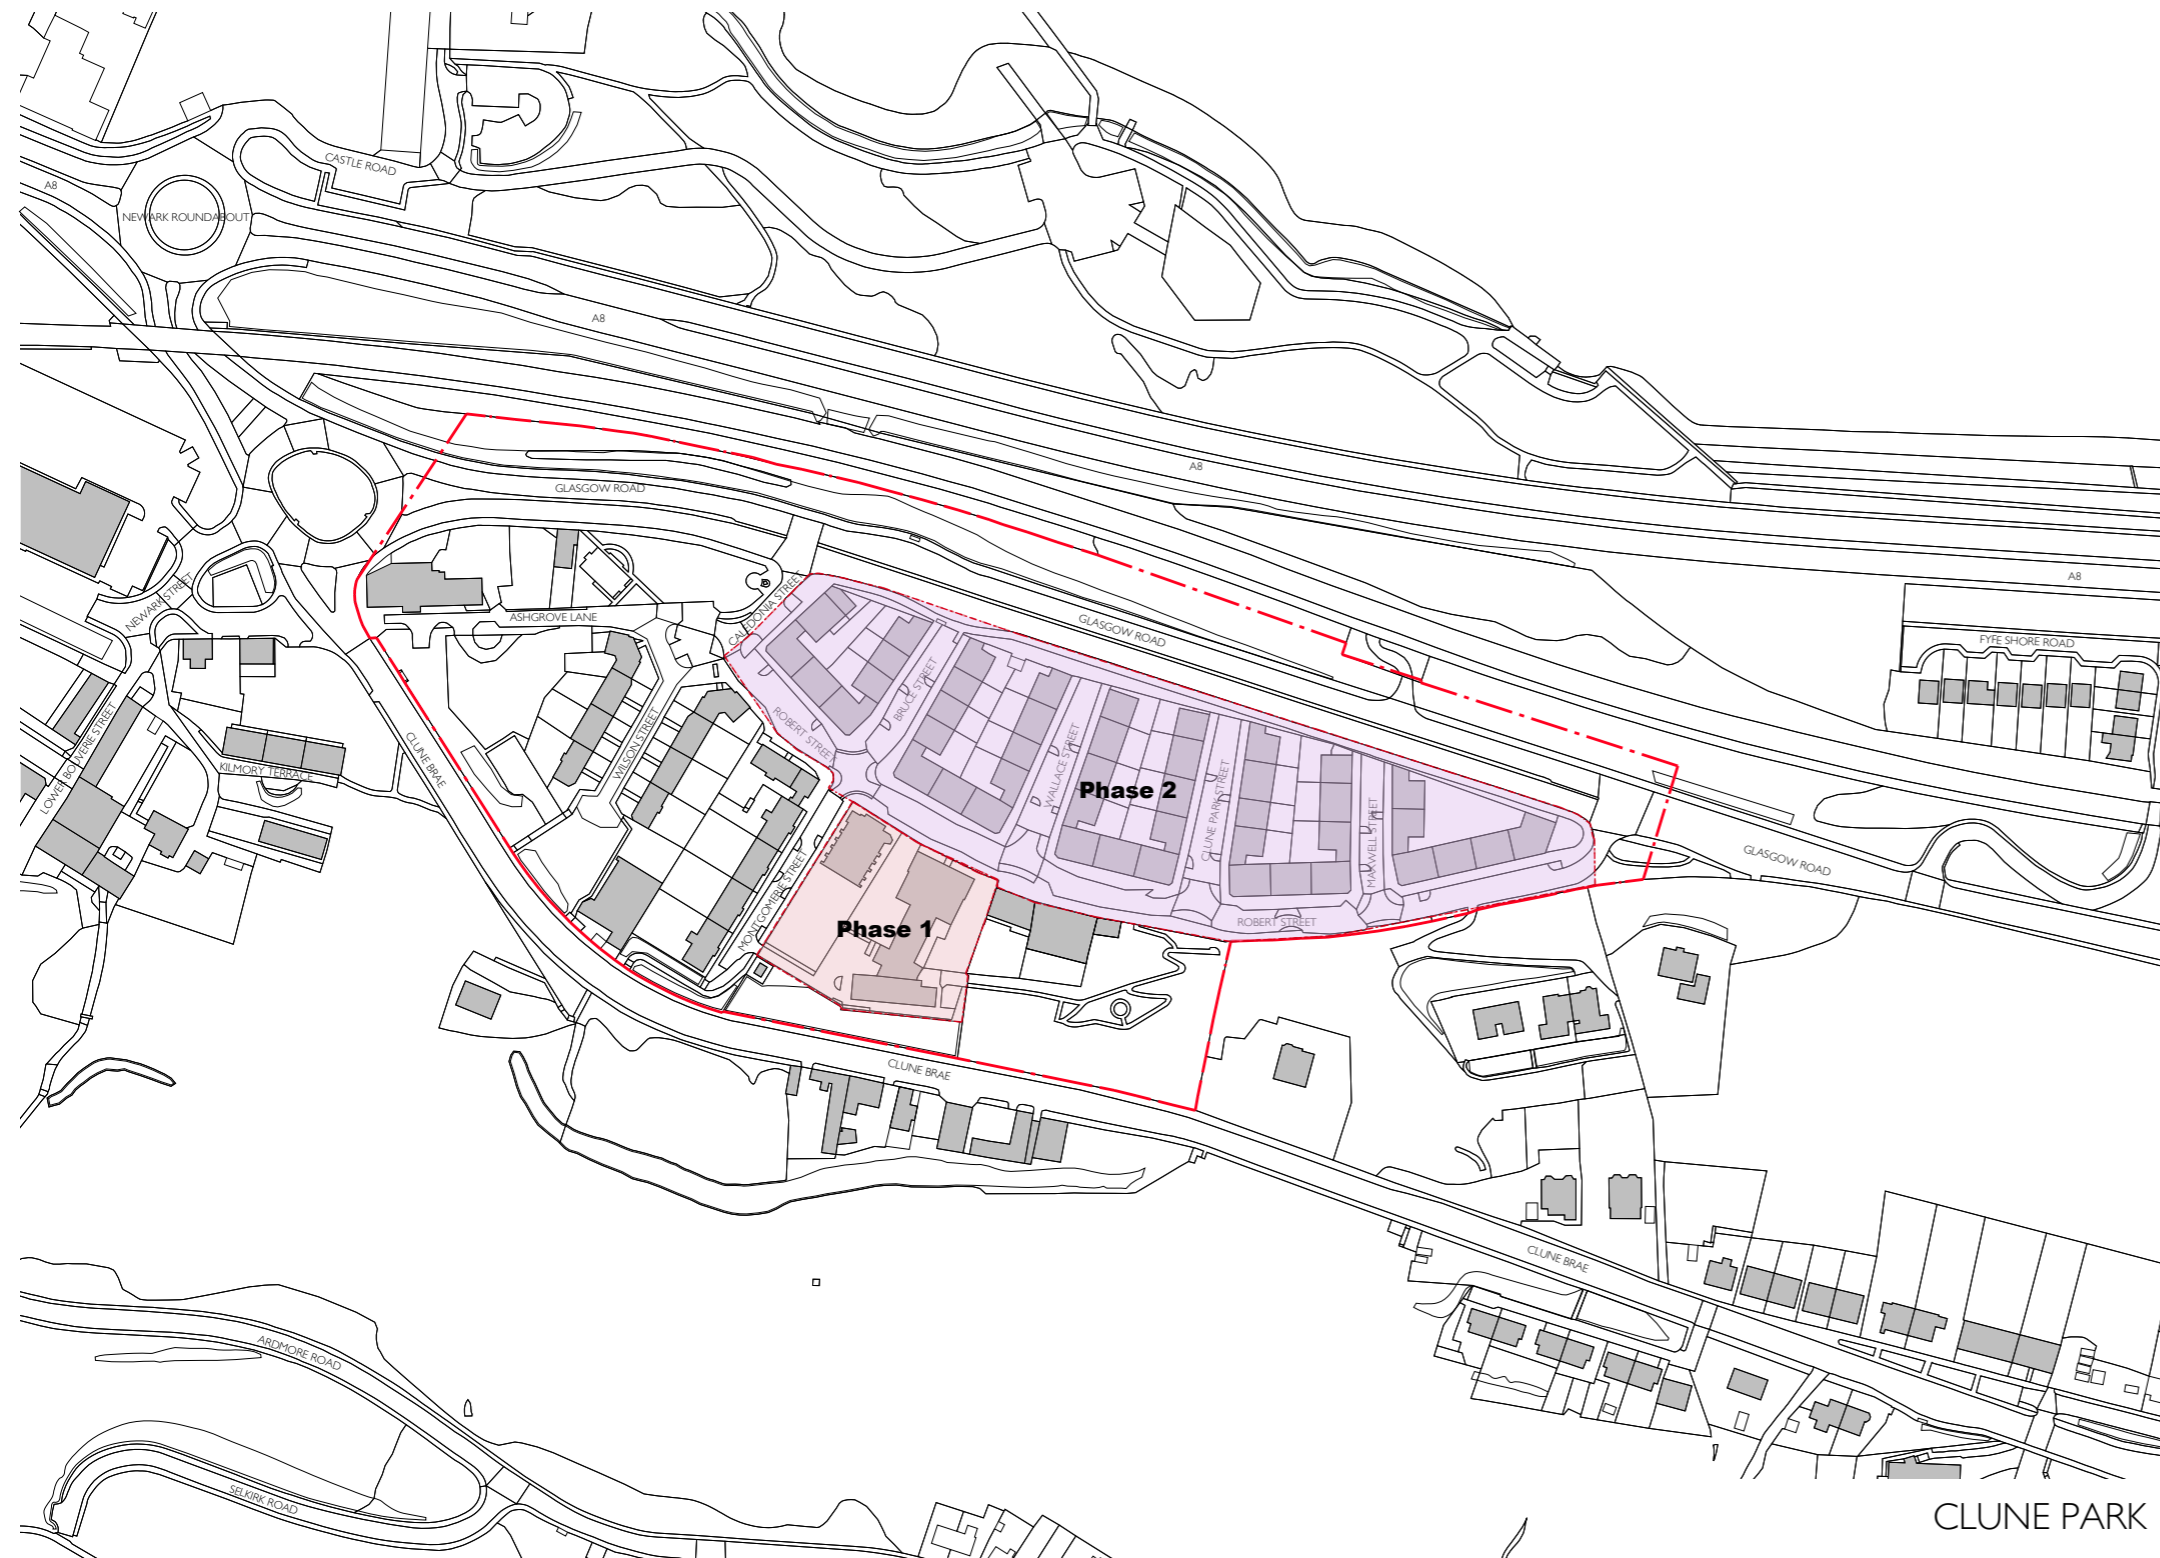 CASTLE ROAD
A8
NEWARK ROUNDABOUT
A8
A8
GLASGOW ROAD
A8
NEWARK STREET
ASHGROVE LANE
CALEDONIA STREET
GLASGOW ROAD
FYFE SHORE ROAD
BRUCE STREET
ROBERT STREET
LOWER BOUVERIE STREET
KILMORY TERRACE
CLUNE BRAE
WILSON STREET
WALLACE STREET
Phase 2
CLUNE PARK STREET
MAXWELL STREET
GLASGOW ROAD
MONTGOMERIE STREET
Phase 1
ROBERT STREET
CLUNE BRAE
CLUNE BRAE
ARDMORE ROAD
SELKIRK ROAD
CLUNE PARK